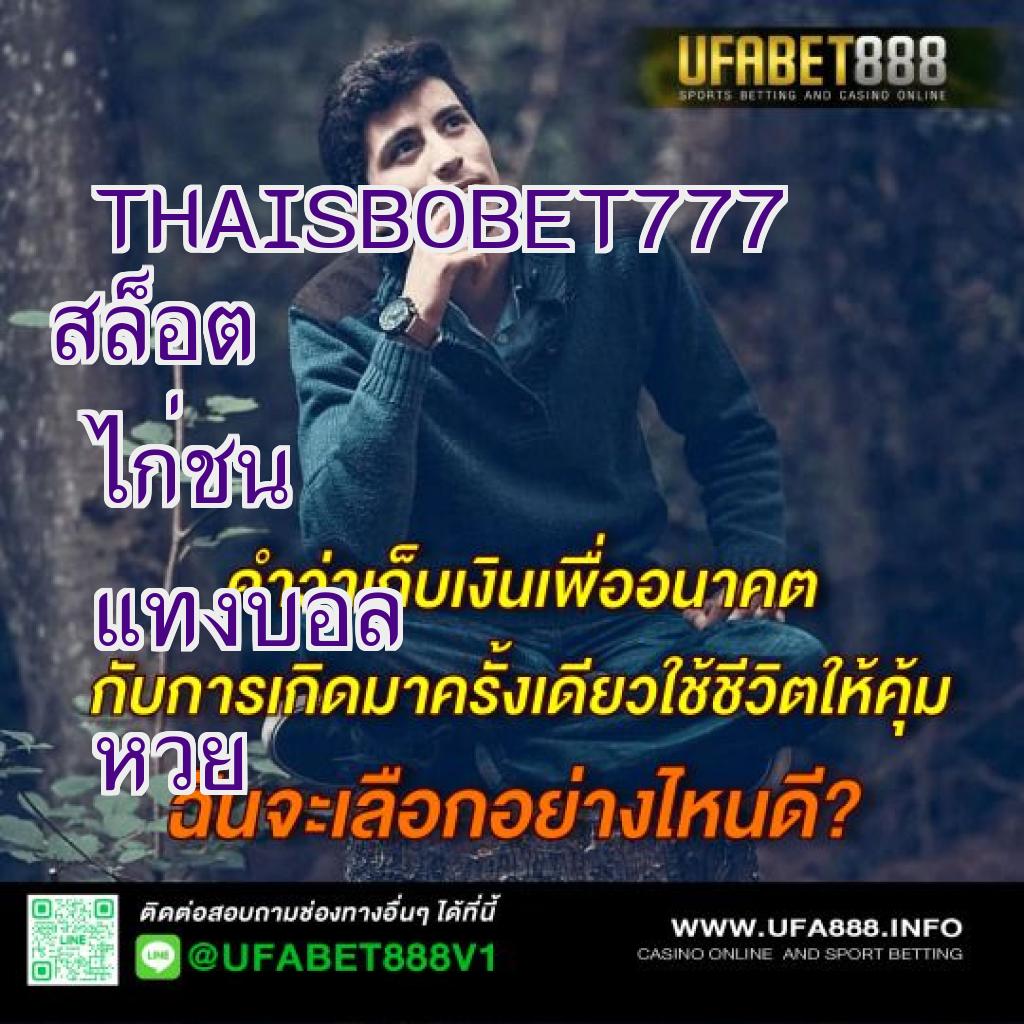 UFABET888
SPORTS BETTING AND CASINO ONLINE
THAISBOBET777
สล็อต
ไก่ชน
คำว่าเก็บเงินเพื่ออนาคต
แทงบอล
กับการเกิดมาครั้งเดียวใช้ชีวิตให้คุ้ม
หวย
ฉันจะเลือกอย่างไหนดี?
ติดต่อสอบถามช่องทางอื่นๆ ได้ที่นี้
LINE
LINE
@UFABET888V1
WWW.UFA888.INFO
CASINO ONLINE AND SPORT BETTING